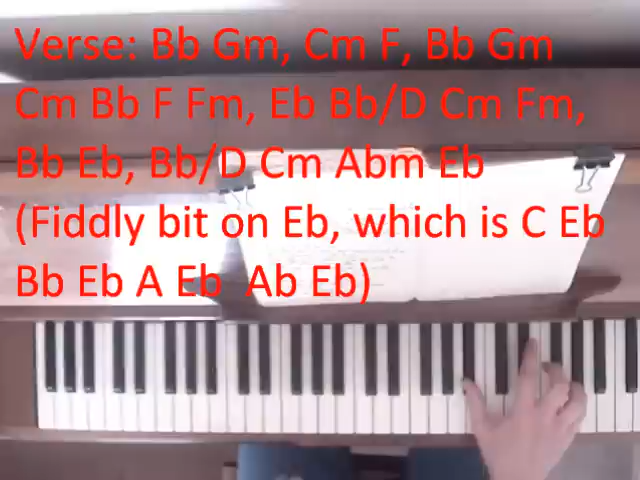 Verse: Bb Gm, Cm F, Bb Gm
Cm Bb F Fm, Eb Bb/D Cm Fm,
Bb Eb, Bb/D Cm Abm Eb
(Fiddly bit on Eb, which is C Eb
Bb Eb A Eb  Ab Eb)